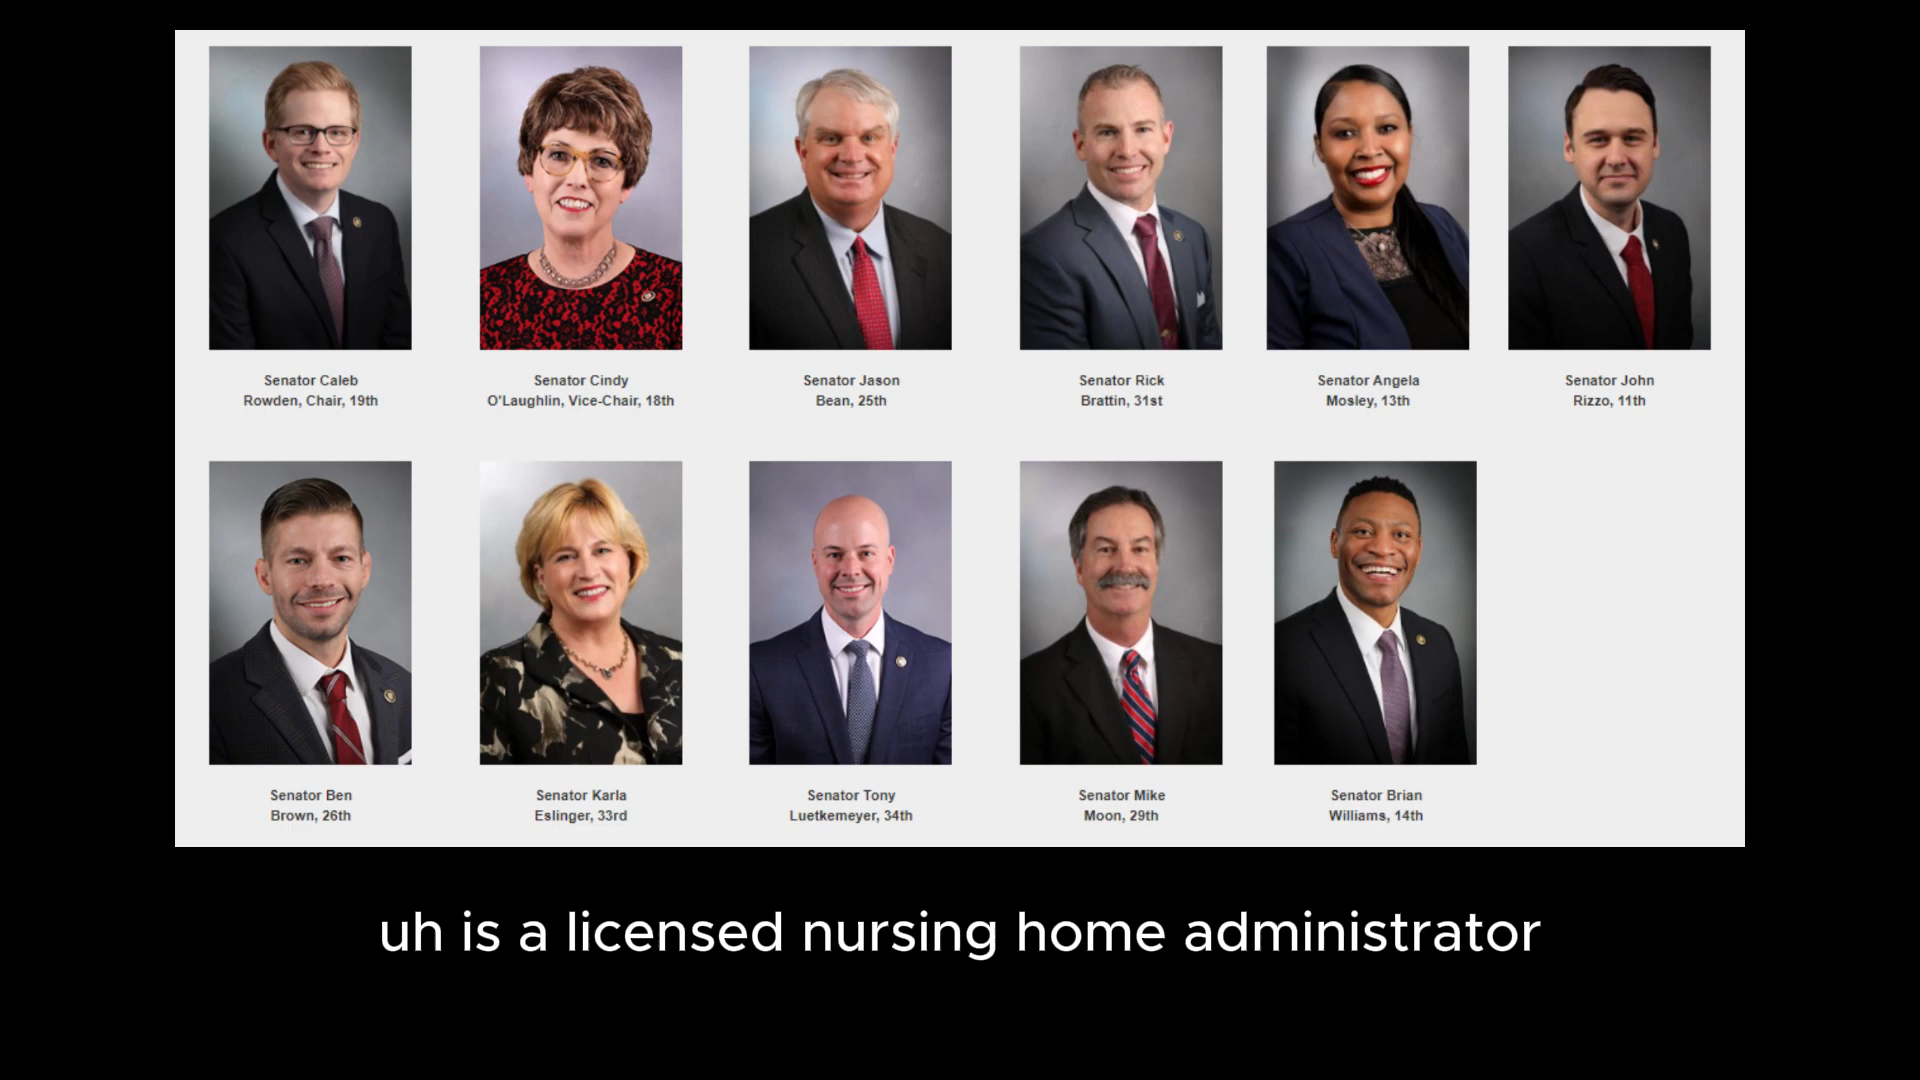 Senator Caleb
Rowden, Chair, 19th
Senator Cindy
O'Laughlin, Vice-Chair, 18th
Senator Jason
Bean, 25th
Senator Rick
Brattin, 31st
Senator Angela
Mosley, 13th
Senator John
Rizzo, 11th
Senator Ben
Brown, 26th
Senator Karla
Eslinger, 33rd
Senator Tony
Luetkemeyer, 34th
Senator Mike
Moon, 29th
Senator Brian
Williams, 14th
uh is a licensed nursing home administrator